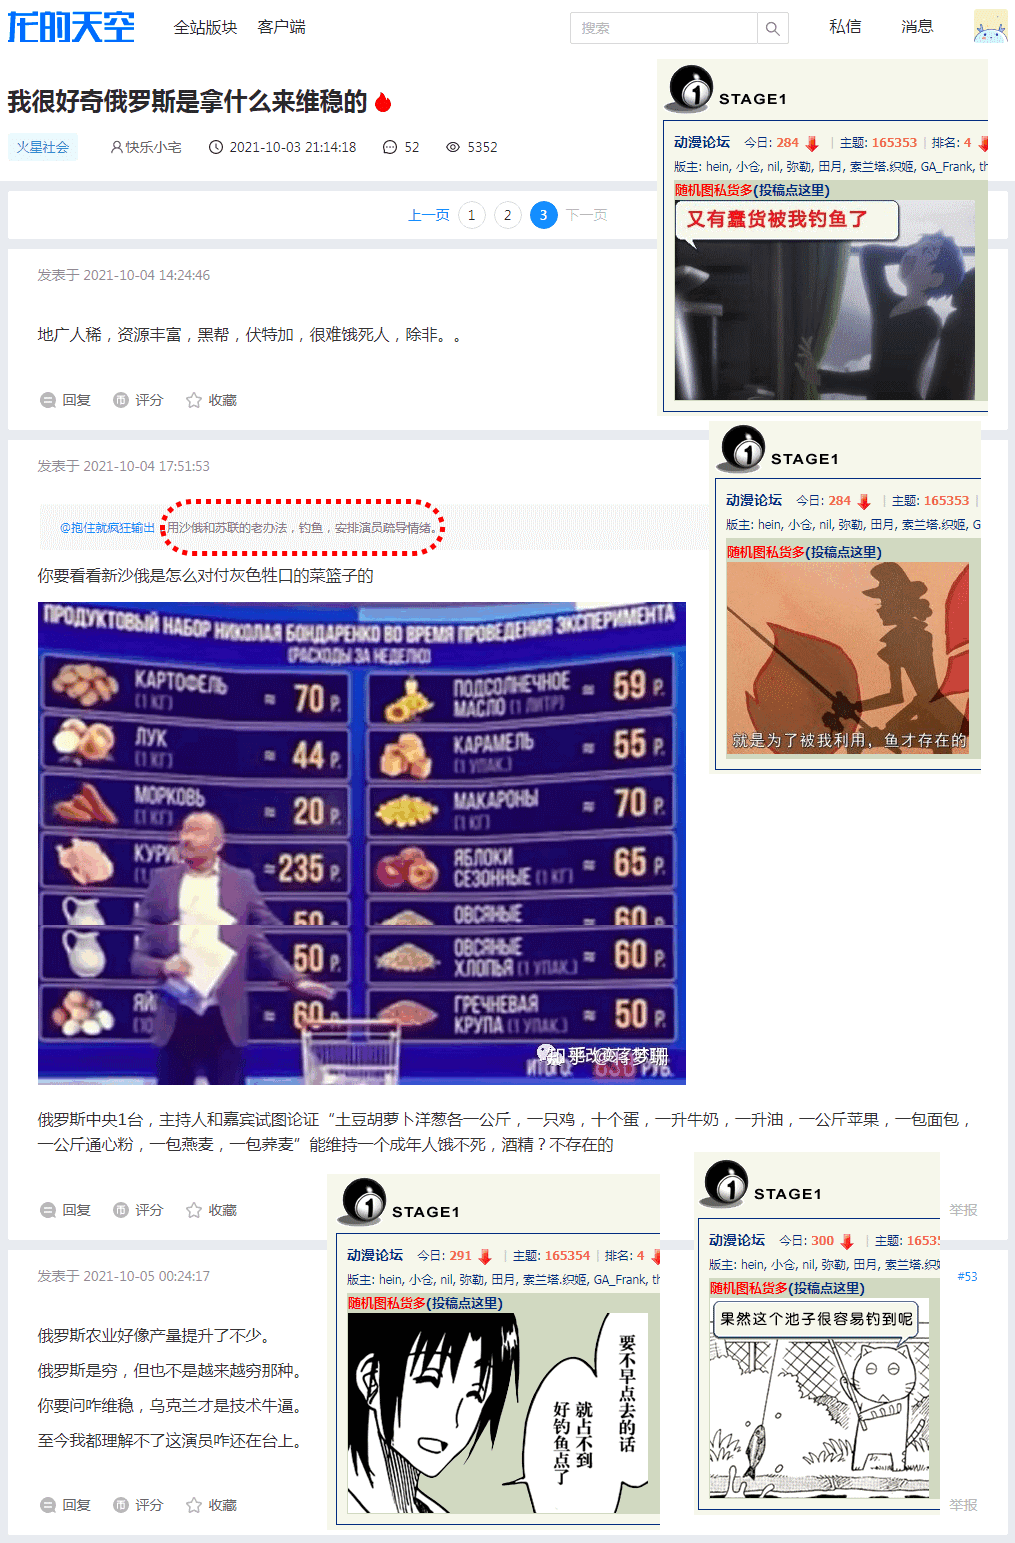 龙的天空
全站版块 客户端
搜索
私信 消息
我很好奇俄罗斯是拿什么来维稳的
火星社会 快乐小宅 2021-10-03 21:14:18 52 5352
上一页 1 2 3 下一页
发表于 2021-10-04 14:24:46
地广人稀，资源丰富，黑帮，伏特加，很难饿死人，除非。。
回复 评分 收藏
1 STAGE1
动漫论坛 今日: 284 | 主题: 165353 | 排名: 4
版主: hein, 小仓, nil, 弥勒, 田月, 索兰塔.织姬, GA_Frank, th
随机图私货多(投稿点这里)
又有蠢货被我钓鱼了
发表于 2021-10-04 17:51:53
@抱住就疯狂输出 用沙俄和苏联的老办法，钓鱼，安排演员疏导情绪。
你要看看新沙俄是怎么对付灰色牲口的菜篮子的
1 STAGE1
动漫论坛 今日: 284 | 主题: 165353 |
版主: hein, 小仓, nil, 弥勒, 田月, 索兰塔.织姬, G
随机图私货多(投稿点这里)
就是为了被我利用，鱼才存在的
ПРОДУКТОВЫЙ НАБОР НИКОЛАЯ БОНДАРЕНКО ВО ВРЕМЯ ПРОВЕДЕНИЯ ЭКСПЕРИМЕНТА
(РАСХОДЫ ЗА НЕДЕЛЮ)
КАРТОФЕЛЬ (1 КГ) ≈ 70 Р.
ПОДСОЛНЕЧНОЕ МАСЛО (1 ЛИТР) ≈ 59 Р.
ЛУК (1 КГ) ≈ 44 Р.
КАРАМЕЛЬ (1 УПАК.) ≈ 55 Р.
МОРКОВЬ (1 КГ) ≈ 20 Р.
МАКАРОНЫ (1 КГ) ≈ 70 Р.
КУРИ ≈235 Р.
ЯБЛОКИ СЕЗОННЫЕ (1 КГ) ≈ 65 Р.
50
ОВСЯНЫЕ 60
50 Р.
ОВСЯНЫЕ ХЛОПЬЯ (1 УПАК.) ≈ 60 Р.
ЯЙ ≈ 60 Р.
ГРЕЧНЕВАЯ КРУПА (1 УПАК.) ≈ 50 Р.
ИТОГО: РУБ.
俄罗斯中央1台，主持人和嘉宾试图论证“土豆胡萝卜洋葱各一公斤，一只鸡，十个蛋，一升牛奶，一升油，一公斤苹果，一包面包，
一公斤通心粉，一包燕麦，一包荞麦”能维持一个成年人饿不死，酒精？不存在的
回复 评分 收藏
举报
1 STAGE1
动漫论坛 今日: 291 | 主题: 165354 | 排名: 4
版主: hein, 小仓, nil, 弥勒, 田月, 索兰塔.织姬, GA_Frank, th
随机图私货多(投稿点这里)
要不早点去的话
就占不到
好钓鱼点了
1 STAGE1
动漫论坛 今日: 300 | 主题: 1653
版主: hein, 小仓, nil, 弥勒, 田月, 索兰塔.织
随机图私货多(投稿点这里)
果然这个池子很容易钓到呢
发表于 2021-10-05 00:24:17
#53
俄罗斯农业好像产量提升了不少。
俄罗斯是穷，但也不是越来越穷那种。
你要问咋维稳，乌克兰才是技术牛逼。
至今我都理解不了这演员咋还在台上。
回复 评分 收藏
举报